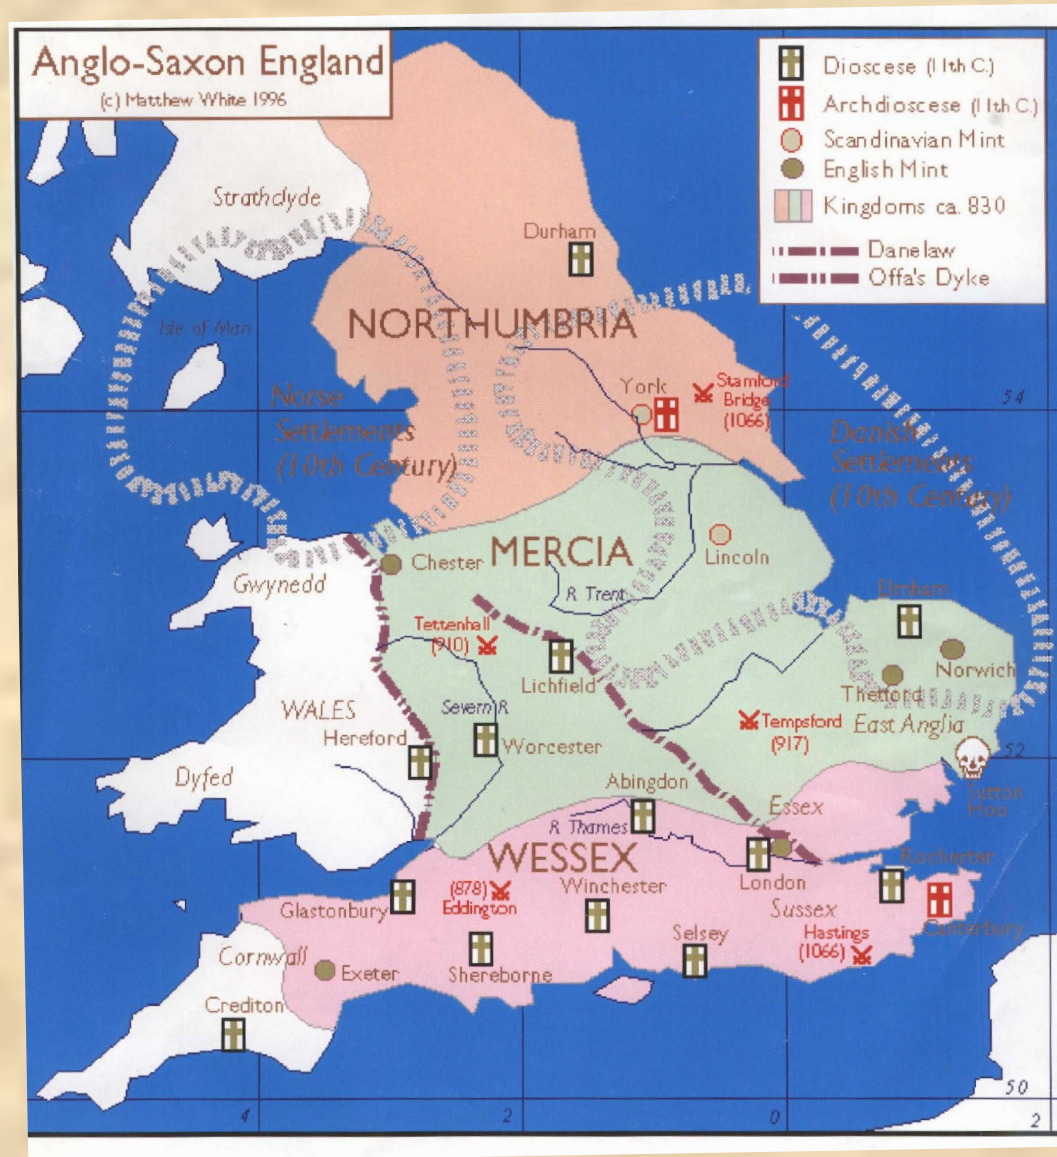 Anglo-Saxon England
(c) Matthew White 1996
Dioscese (11th C.)
Archdioscese (11th C.)
Scandinavian Mint
English Mint
Kingdoms ca. 830
Danelaw
Offa's Dyke
Strathclyde
Durham
Isle of Man
NORTHUMBRIA
York
Stamford
Bridge
(1066)
54
Norse
Settlements
(10th Century)
Danish
Settlements
(10th Century)
MERCIA
Lincoln
Chester
Gwynedd
R. Trent
Elmham
Tettenhall
(910)
Lichfield
Norwich
Thetford
East Anglia
WALES
Severn R.
Hereford
Worcester
Tempsford
(917)
52
Dyfed
Abingdon
Sutton
Hoo
Essex
R. Thames
WESSEX
London
Rochester
(878)
Eddington
Winchester
Glastonbury
Sussex
Canterbury
Hastings
(1066)
Selsey
Cornwall
Exeter
Shereborne
Crediton
50
4
2
0
2